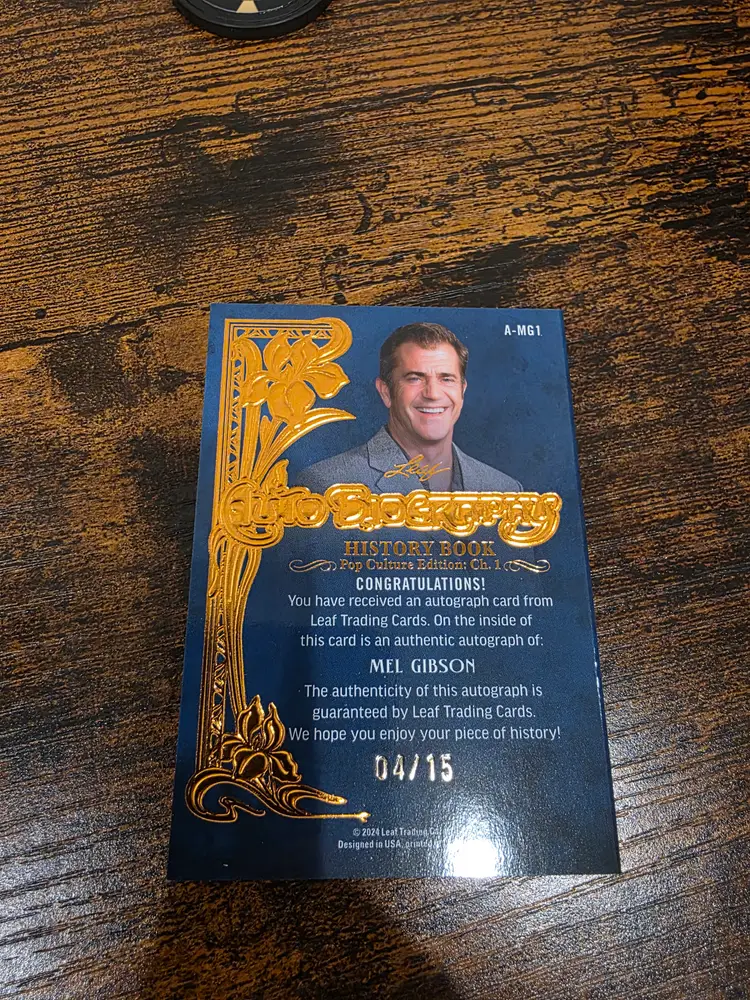 A-MG1
Leaf
AUTO BIOGRAPHY
HISTORY BOOK
Pop Culture Edition: Ch. 1
CONGRATULATIONS!
You have received an autograph card from
Leaf Trading Cards. On the inside of
this card is an authentic autograph of:
MEL GIBSON
The authenticity of this autograph is
guaranteed by Leaf Trading Cards.
We hope you enjoy your piece of history!
04/15
© 2024 Leaf Trading
Designed in USA, printed